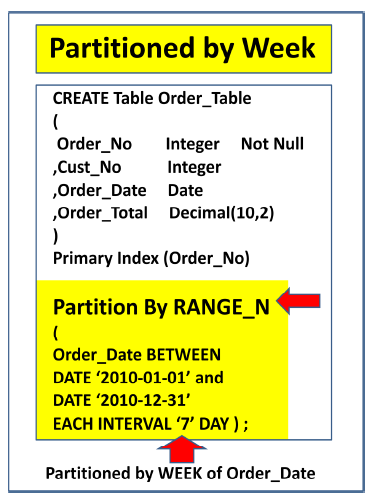 Partitioned by Week
CREATE Table Order_Table
(
Order_No Integer Not Null
,Cust_No Integer
,Order_Date Date
,Order_Total Decimal(10,2)
)
Primary Index (Order_No)
Partition By RANGE_N
(
Order_Date BETWEEN
DATE ‘2010-01-01’ and
DATE ‘2010-12-31’
EACH INTERVAL ‘7’ DAY ) ;
Partitioned by WEEK of Order_Date